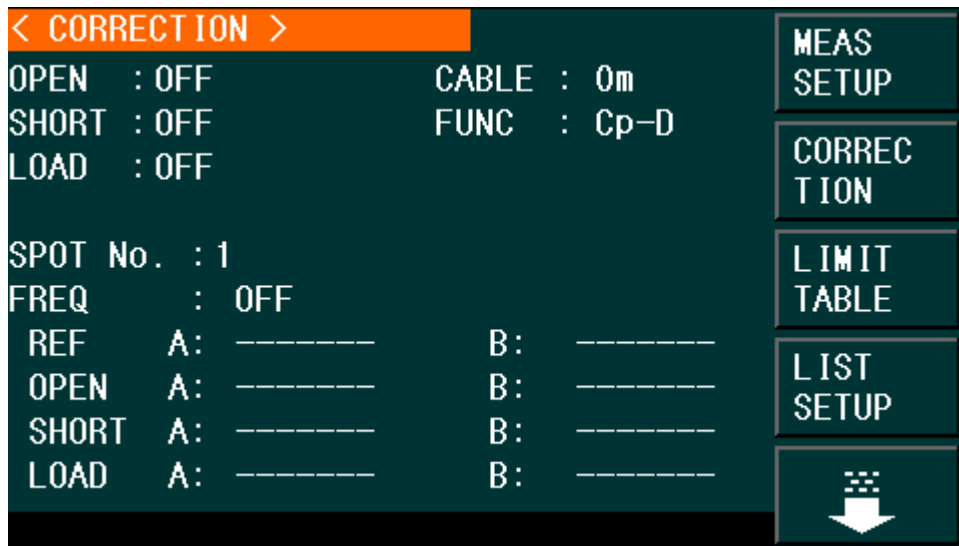 < CORRECTION >
OPEN : OFF CABLE : 0m
SHORT : OFF FUNC : Cp-D
LOAD : OFF
SPOT No. : 1
FREQ : OFF
REF A: ------- B: -------
OPEN A: ------- B: -------
SHORT A: ------- B: -------
LOAD A: ------- B: -------
MEAS
SETUP
CORREC
TION
LIMIT
TABLE
LIST
SETUP